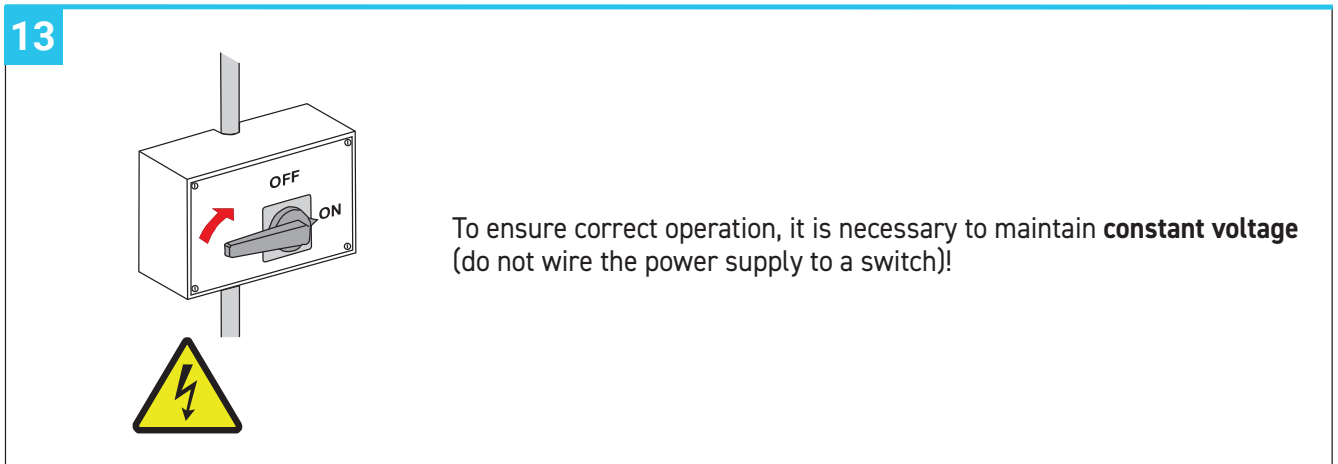 13
OFF
ON
To ensure correct operation, it is necessary to maintain constant voltage
(do not wire the power supply to a switch)!